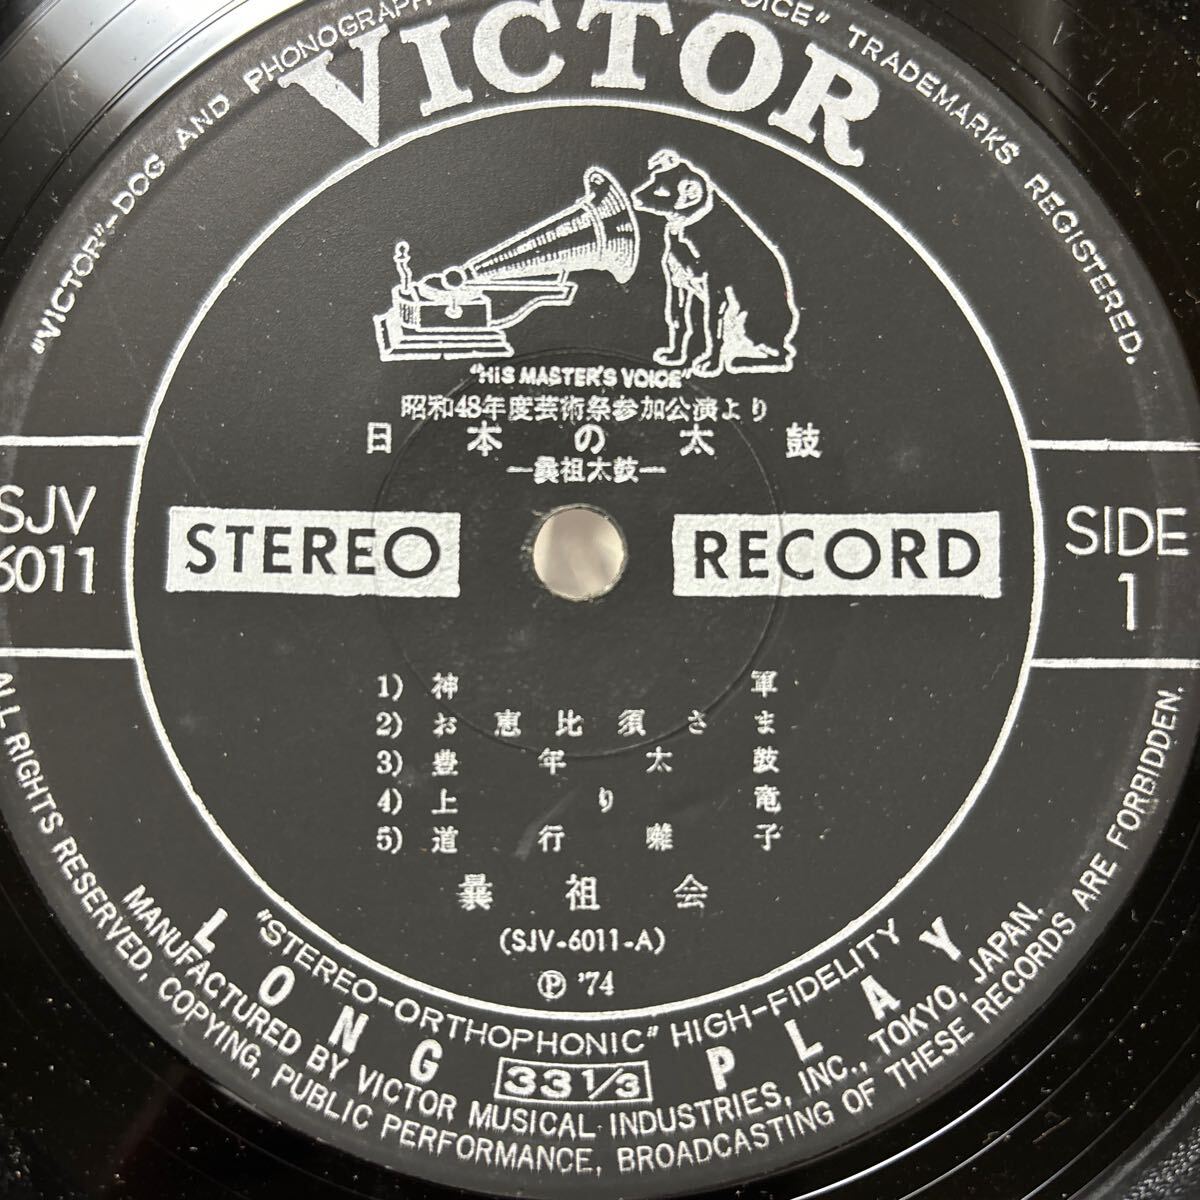 "VICTOR"-DOG AND PHONOGRAPH VOICE" TRADEMARKS REGISTERED.
VICTOR
"HIS MASTER'S VOICE"
昭和48年度芸術祭参加公演より
日本の太鼓
—曩祖太鼓—
SJV
6011
STEREO RECORD
SIDE
1
1) 神軍
2) お恵比須さま
3) 豊年太鼓
4) 上り竜
5) 道行囃子
曩祖会
(SJV-6011-A)
Ⓟ '74
"STEREO-ORTHOPHONIC" HIGH-FIDELITY
LONG 33 1/3 PLAY
MANUFACTURED BY VICTOR MUSICAL INDUSTRIES, INC., TOKYO, JAPAN.
ALL RIGHTS RESERVED, COPYING, PUBLIC PERFORMANCE, BROADCASTING OF THESE RECORDS ARE FORBIDDEN.